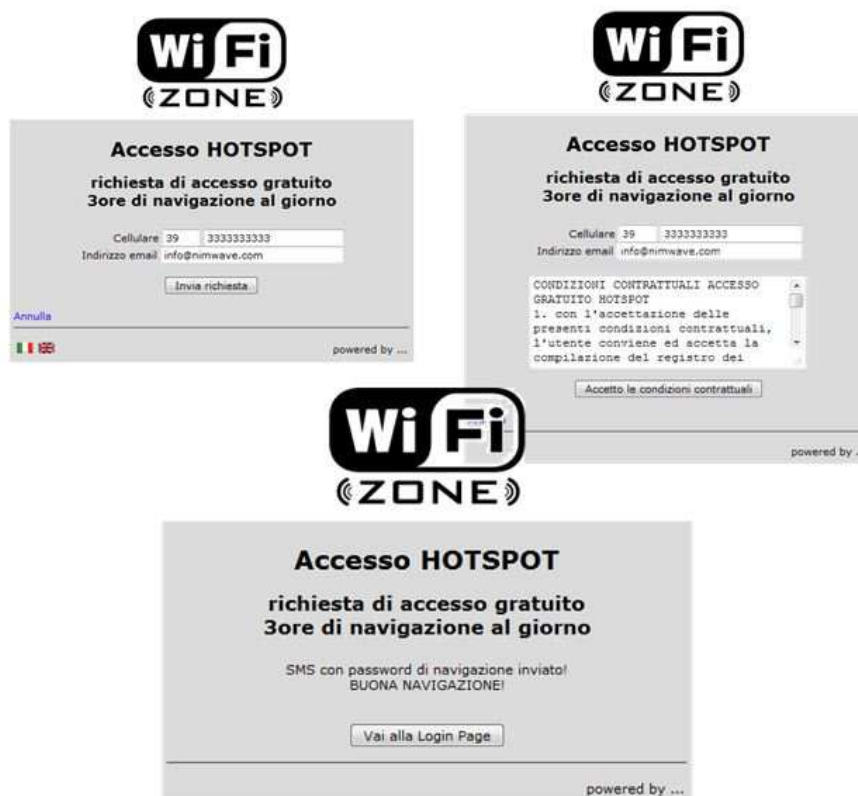 Wi Fi
ZONE
Accesso HOTSPOT
richiesta di accesso gratuito
3ore di navigazione al giorno
Cellulare 39 3333333333
Indirizzo email info@nimwave.com
Invia richiesta
Annulla
powered by ...
Wi Fi
ZONE
Accesso HOTSPOT
richiesta di accesso gratuito
3ore di navigazione al giorno
Cellulare 39 3333333333
Indirizzo email info@nimwave.com
CONDIZIONI CONTRATTUALI ACCESSO
GRATUITO HOTSPOT
1. con l'accettazione delle
presenti condizioni contrattuali,
l'utente conviene ed accetta la
compilazione del registro dei
Accetto le condizioni contrattuali
powered by .
Wi Fi
ZONE
Accesso HOTSPOT
richiesta di accesso gratuito
3ore di navigazione al giorno
SMS con password di navigazione inviato!
BUONA NAVIGAZIONE!
Vai alla Login Page
powered by ...